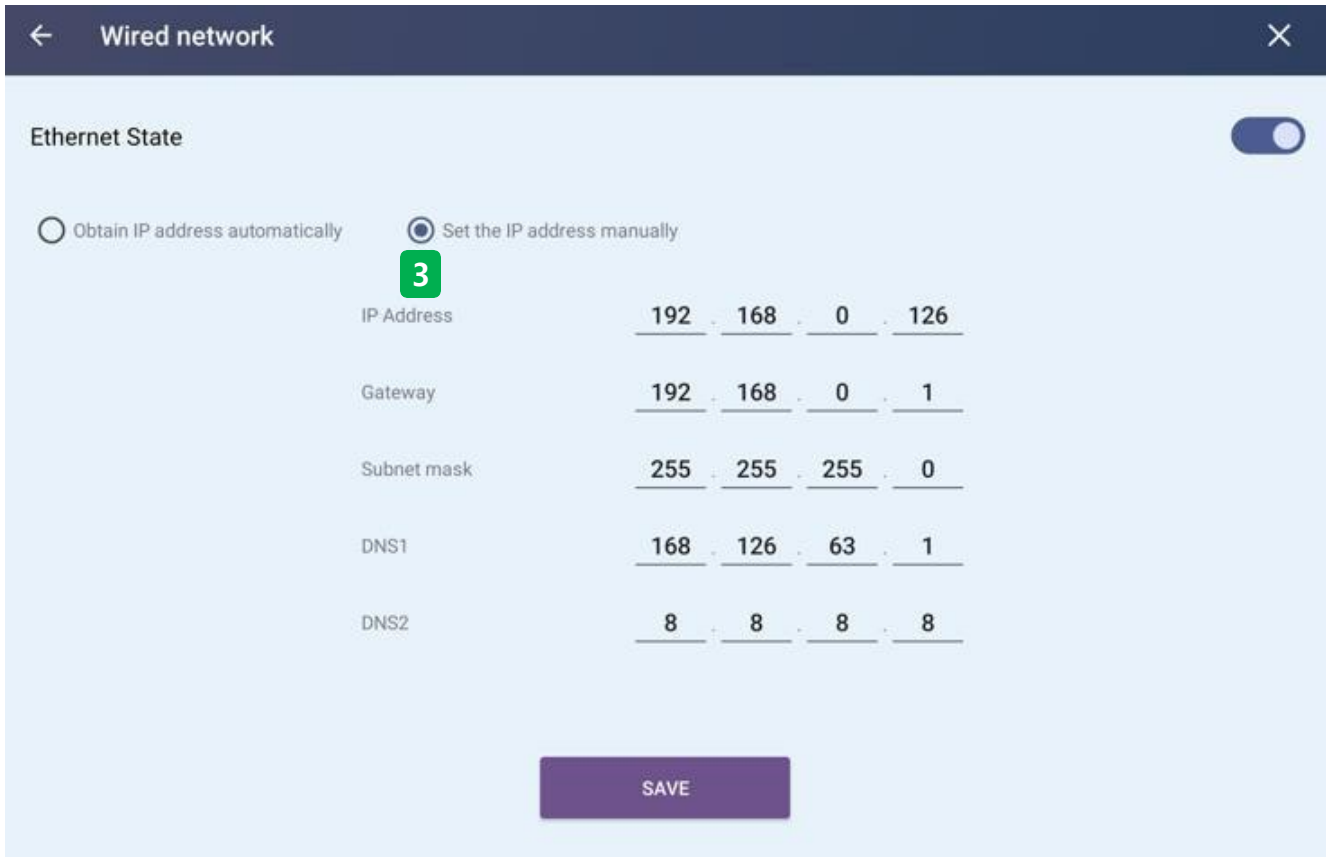 Wired network
Ethernet State
Obtain IP address automatically Set the IP address manually
3
IP Address 192 . 168 . 0 . 126
Gateway 192 . 168 . 0 . 1
Subnet mask 255 . 255 . 255 . 0
DNS1 168 . 126 . 63 . 1
DNS2 8 . 8 . 8 . 8
SAVE